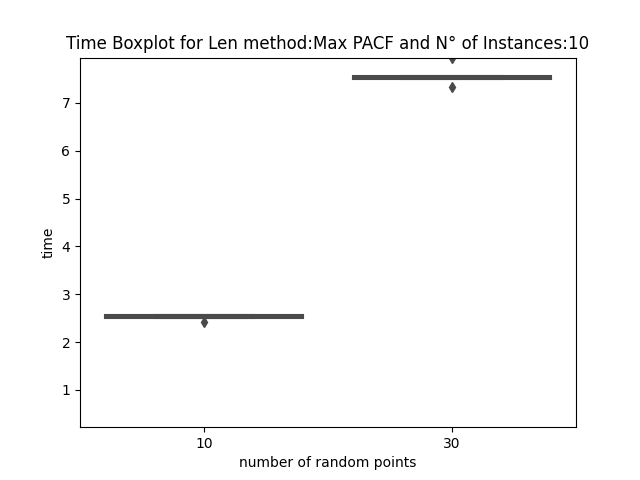 Time Boxplot for Len method:Max PACF and N° of Instances:10
7
6
5
4
3
2
1
time
10 30
number of random points